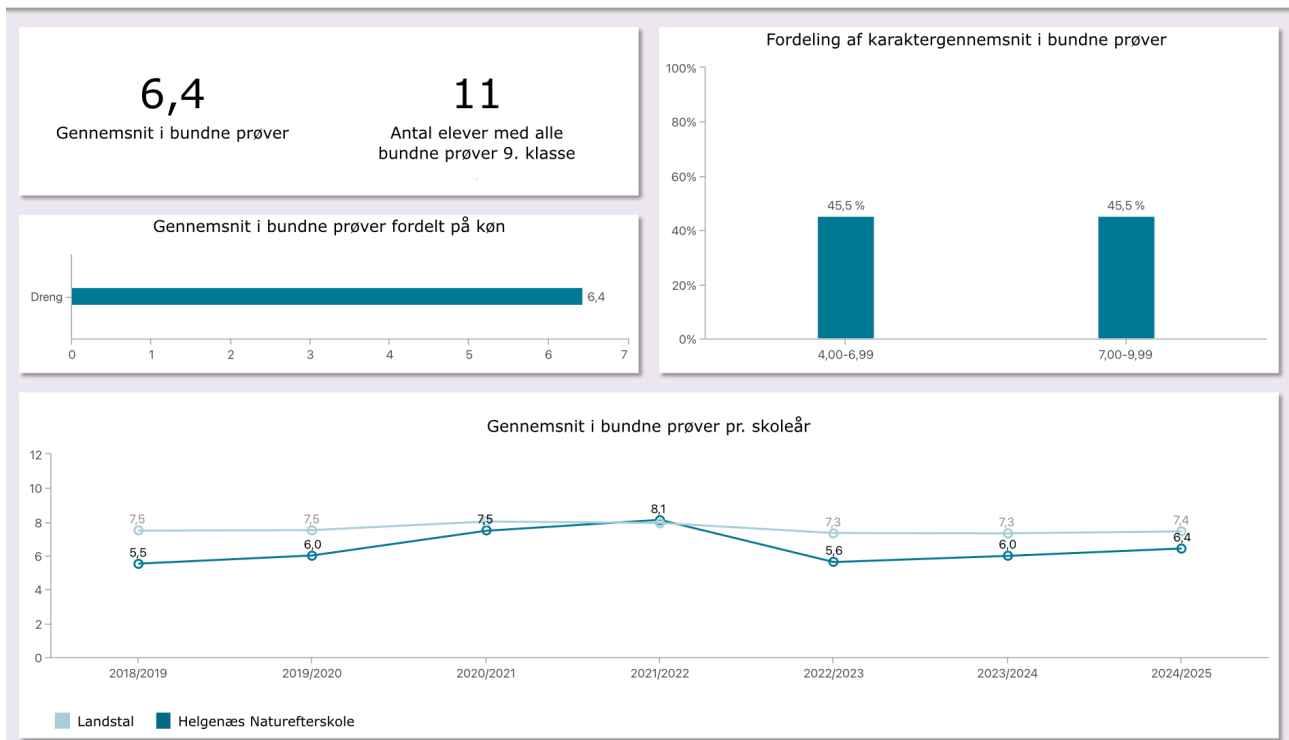 6,4
Gennemsnit i bundne prøver
11
Antal elever med alle
bundne prøver 9. klasse
Gennemsnit i bundne prøver fordelt på køn
Dreng
6,4
0 1 2 3 4 5 6 7
Fordeling af karaktergennemsnit i bundne prøver
100%
80%
60%
40%
20%
0%
45,5 %
45,5 %
4,00-6,99
7,00-9,99
Gennemsnit i bundne prøver pr. skoleår
12
10
8
6
4
2
0
7,5 7,5 7,5 8,1 7,3 7,3 7,4
5,5 6,0 5,6 6,0 6,4
2018/2019 2019/2020 2020/2021 2021/2022 2022/2023 2023/2024 2024/2025
Landstal Helgenæs Naturefterskole